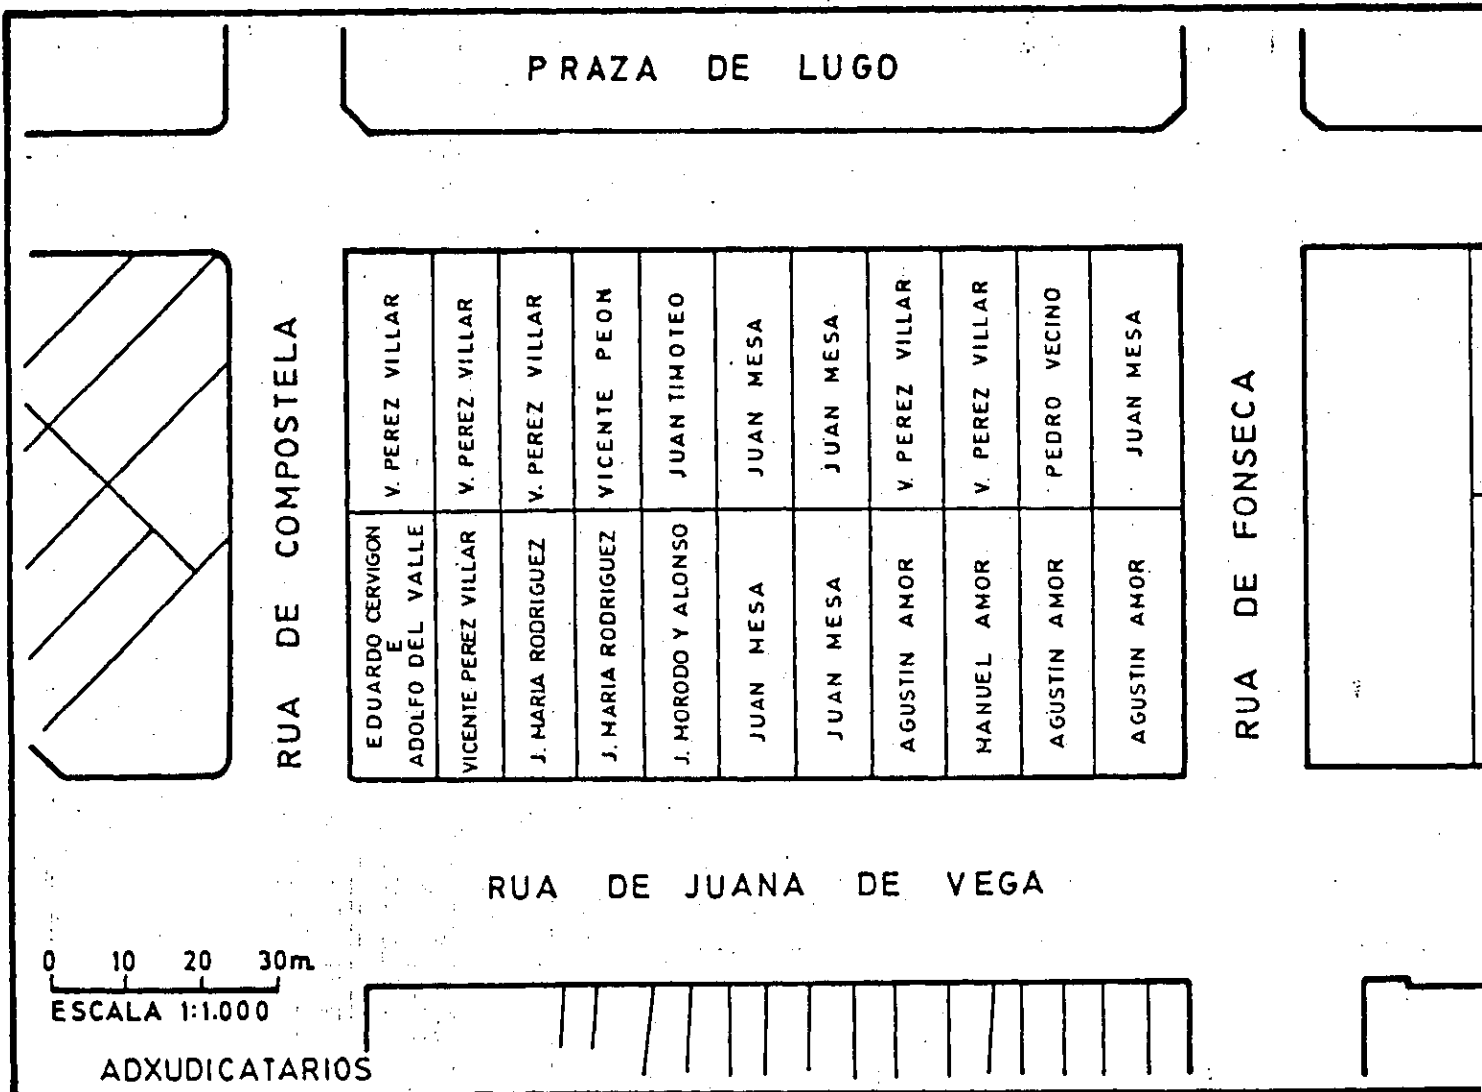 PRAZA DE LUGO
RUA DE COMPOSTELA
V. PEREZ VILLAR
V. PEREZ VILLAR
V. PEREZ VILLAR
VICENTE PEON
JUAN TIMOTEO
JUAN MESA
JUAN MESA
V. PEREZ VILLAR
V. PEREZ VILLAR
PEDRO VECINO
JUAN MESA
EDUARDO CERVIGON
E
ADOLFO DEL VALLE
VICENTE PEREZ VILLAR
J. MARIA RODRIGUEZ
J. MARIA RODRIGUEZ
J. MORODO Y ALONSO
JUAN MESA
JUAN MESA
AGUSTIN AMOR
MANUEL AMOR
AGUSTIN AMOR
AGUSTIN AMOR
RUA DE FONSECA
RUA DE JUANA DE VEGA
0 10 20 30m
ESCALA 1:1.000
ADXUDICATARIOS